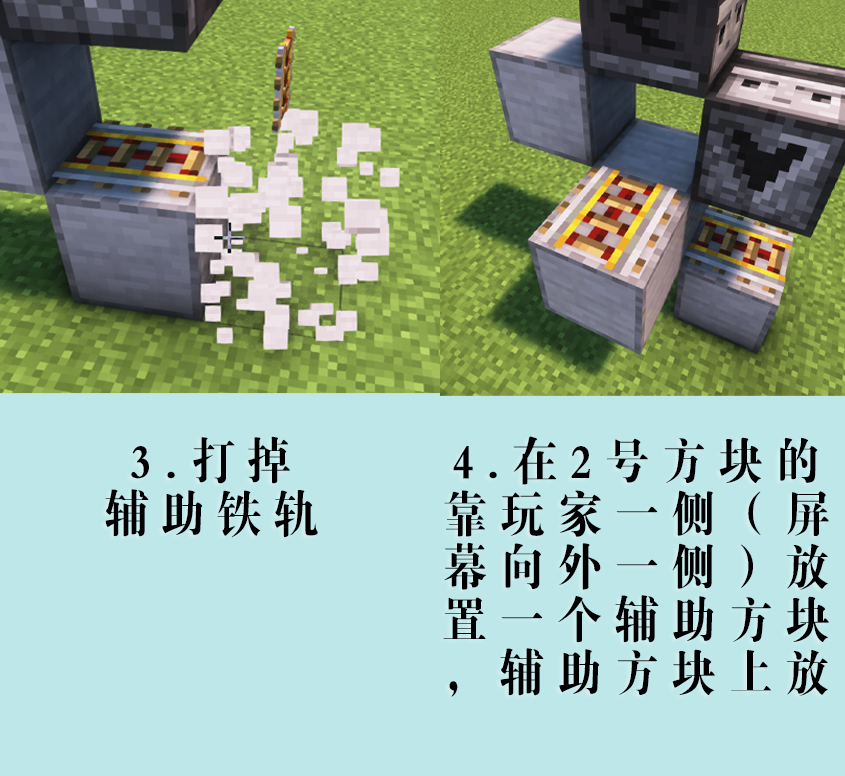 3.打掉
辅助铁轨
4.在2号方块的
靠玩家一侧（屏
幕向外一侧）放
置一个辅助方块
，辅助方块上放